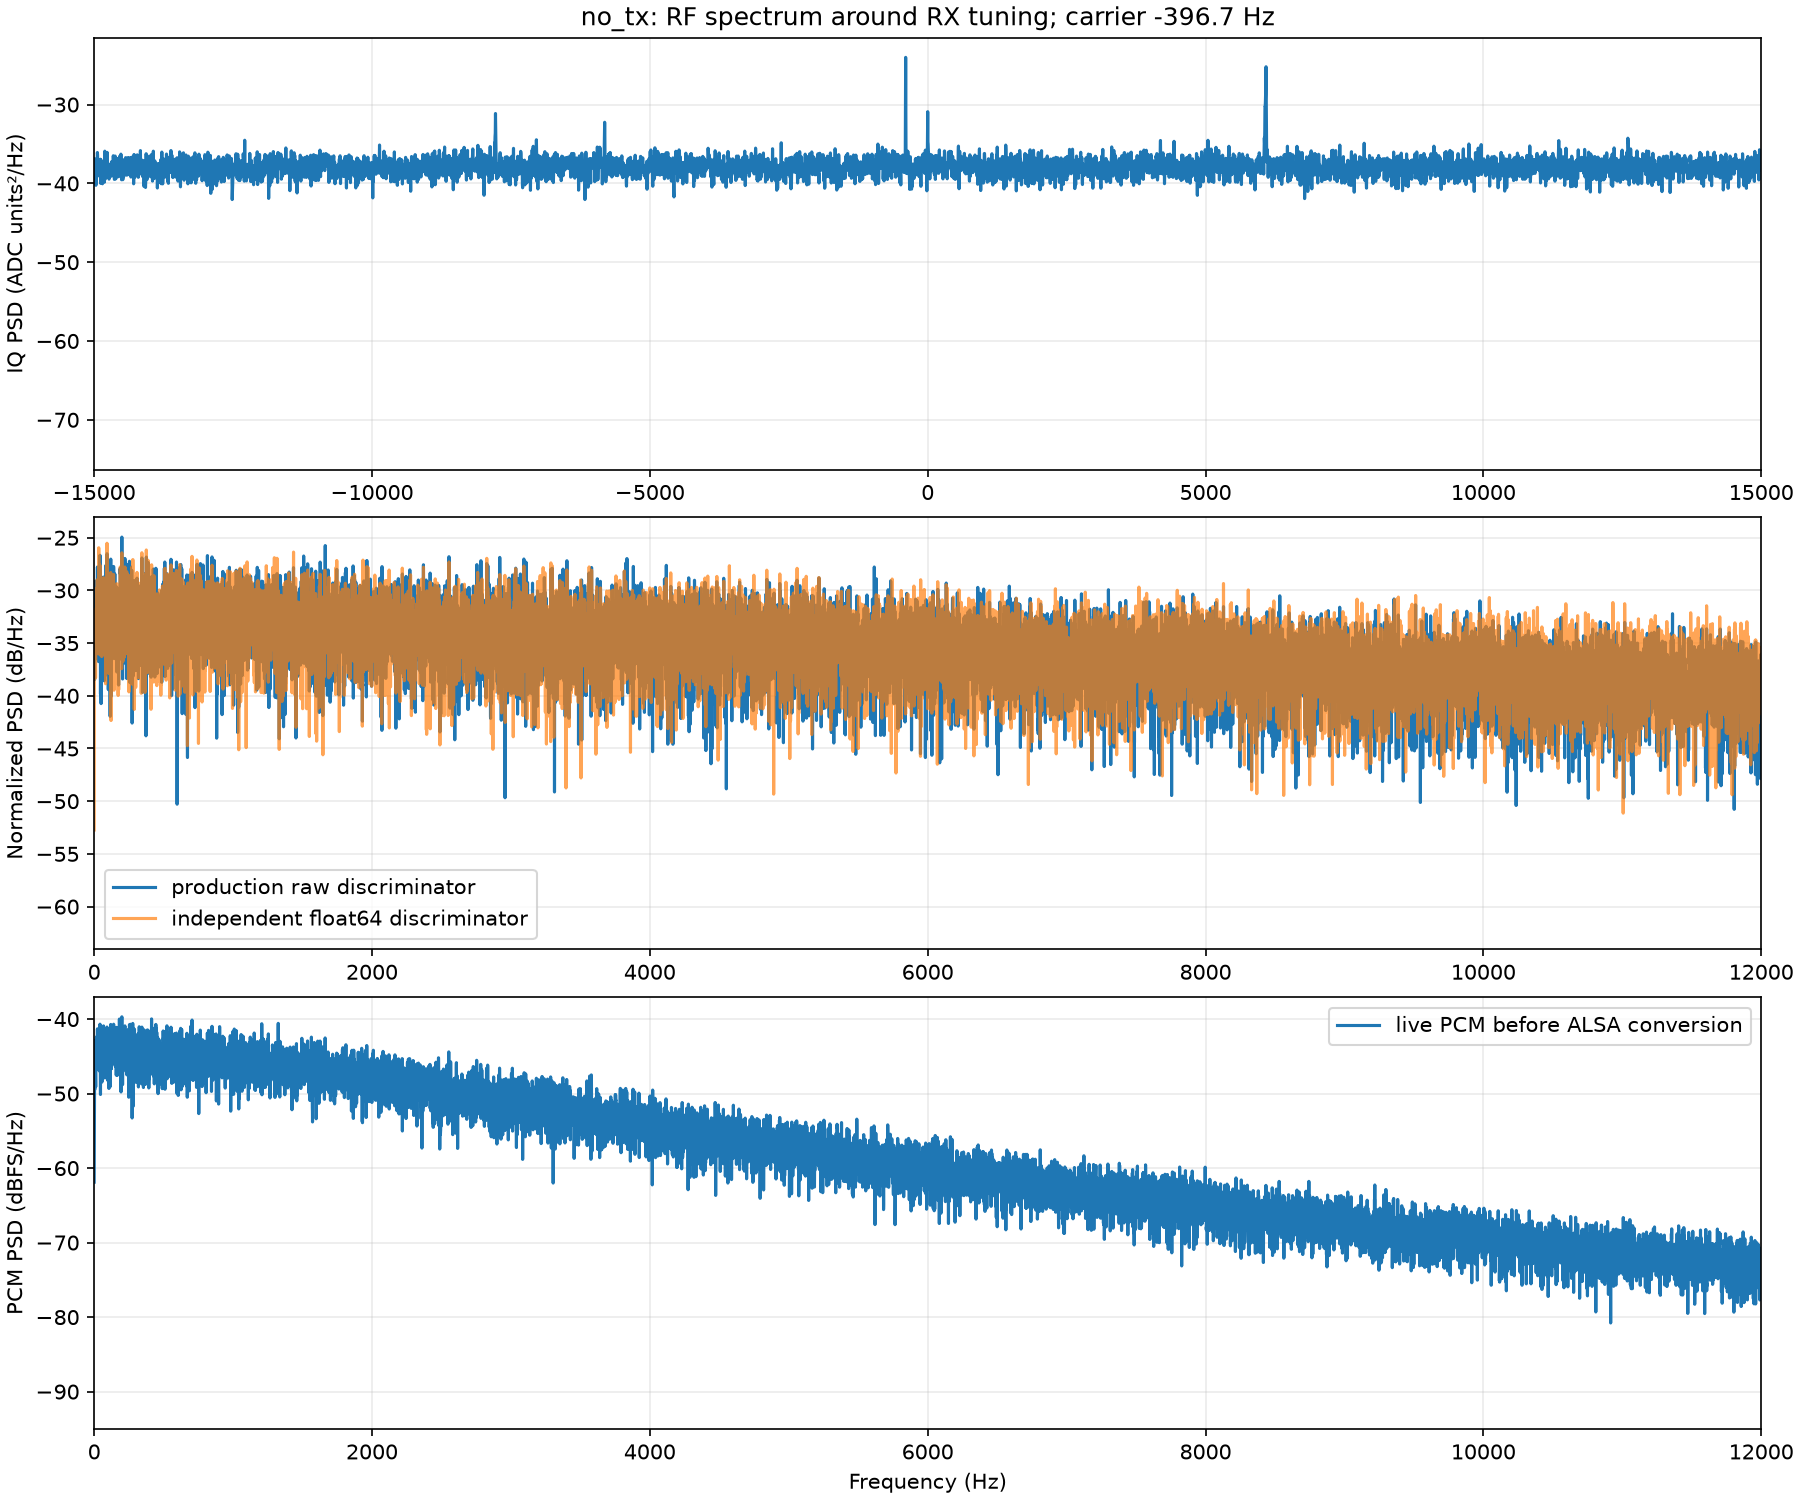 no_tx: RF spectrum around RX tuning; carrier -396.7 Hz
IQ PSD (ADC units²/Hz)
−30
−40
−50
−60
−70
−15000 −10000 −5000 0 5000 10000 15000
Normalized PSD (dB/Hz)
−25
−30
−35
−40
−45
−50
−55
−60
production raw discriminator
independent float64 discriminator
0 2000 4000 6000 8000 10000 12000
PCM PSD (dBFS/Hz)
−40
−50
−60
−70
−80
−90
live PCM before ALSA conversion
0 2000 4000 6000 8000 10000 12000
Frequency (Hz)